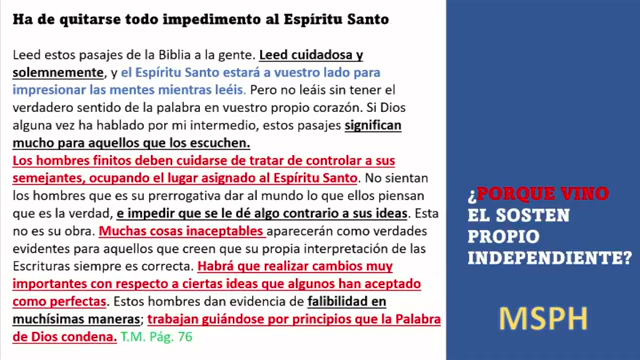 Ha de quitarse todo impedimento al Espíritu Santo
Leed estos pasajes de la Biblia a la gente. Leed cuidadosa y
solemnemente, y el Espíritu Santo estará a vuestro lado para
impresionar las mentes mientras leéis. Pero no leáis sin tener el
verdadero sentido de la palabra en vuestro propio corazón. Si Dios
alguna vez ha hablado por mi intermedio, estos pasajes significan
mucho para aquellos que los escuchen.
Los hombres finitos deben cuidarse de tratar de controlar a sus
semejantes, ocupando el lugar asignado al Espíritu Santo. No sientan
los hombres que es su prerrogativa dar al mundo lo que ellos piensan
que es la verdad, e impedir que se le dé algo contrario a sus ideas. Esta
no es su obra. Muchas cosas inaceptables aparecerán como verdades
evidentes para aquellos que creen que su propia interpretación de las
Escrituras siempre es correcta. Habrá que realizar cambios muy
importantes con respecto a ciertas ideas que algunos han aceptado
como perfectas. Estos hombres dan evidencia de falibilidad en
muchísimas maneras; trabajan guiándose por principios que la Palabra
de Dios condena. T.M. Pág. 76
¿PORQUE VINO
EL SOSTEN
PROPIO
INDEPENDIENTE?
MSPH